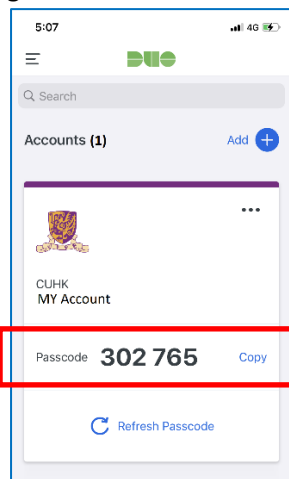 5:07 4G
DUO
Search
Accounts (1) Add
CUHK
MY Account
Passcode 302 765 Copy
Refresh Passcode